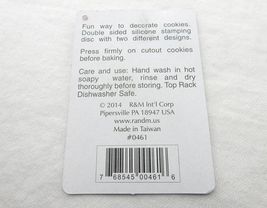 Fun way to decorate cookies.
Double sided silicone stamping
disc with two different designs.
Press firmly on cutout cookies
before baking.
Care and use: Hand wash in hot
soapy water, rinse and dry
thoroughly before storing. Top Rack
Dishwasher Safe.
© 2014 R&M Int'l Corp
Pipersville PA 18947 USA
www.randm.us
Made in Taiwan
#0461
7 68545 00461 6